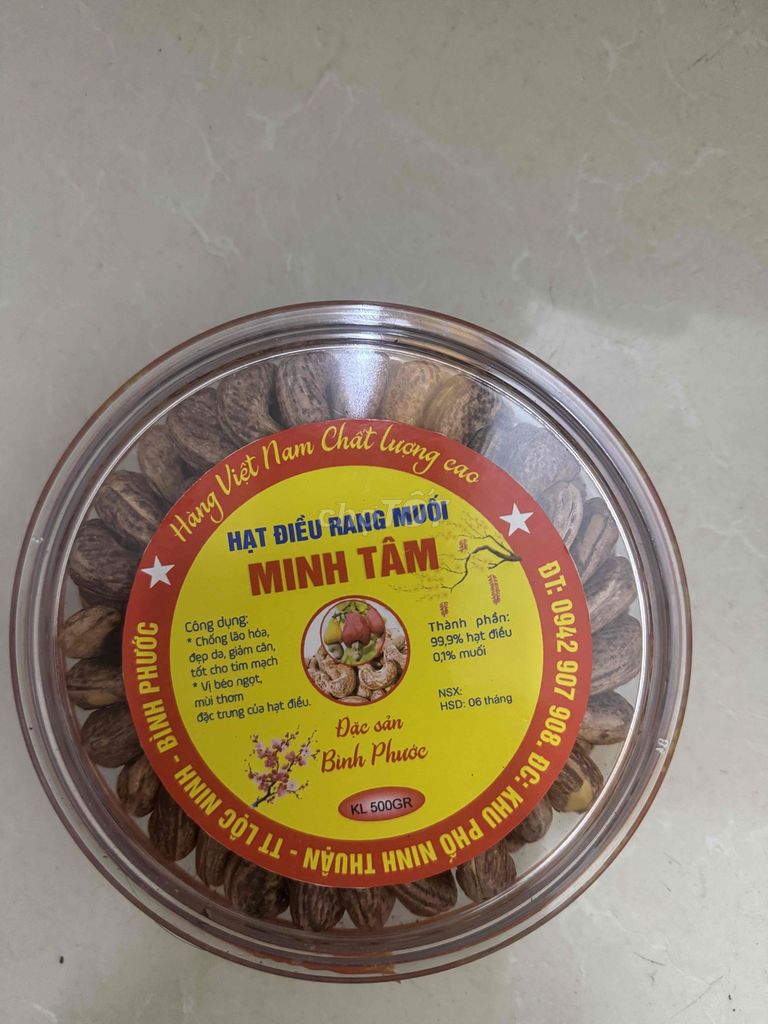 Hàng Việt Nam Chất lượng cao
HẠT ĐIỀU RANG MUỐI
MINH TÂM
Công dụng:
* Chống lão hóa,
đẹp da, giảm cân,
tốt cho tim mạch
* Vị béo ngọt,
mùi thơm
đặc trưng của hạt điều.
Thành phần:
99,9% hạt điều
0,1% muối
NSX:
HSD: 06 tháng
Đặc sản
Bình Phước
KL 500GR
ĐT: 0942 907 908. ĐC: KHU PHỐ NINH THUẬN - TT LỘC NINH - BÌNH PHƯỚC
chợTỐT